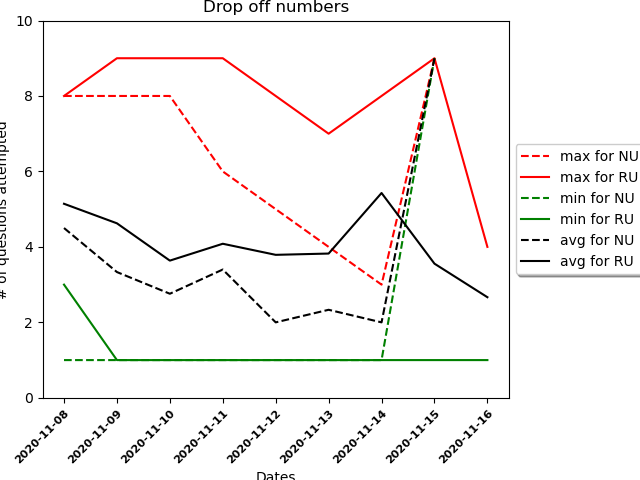 Drop off numbers
# of questions attempted
10
8
6
4
2
0
2020-11-08
2020-11-09
2020-11-10
2020-11-11
2020-11-12
2020-11-13
2020-11-14
2020-11-15
2020-11-16
Dates
max for NU
max for RU
min for NU
min for RU
avg for NU
avg for RU